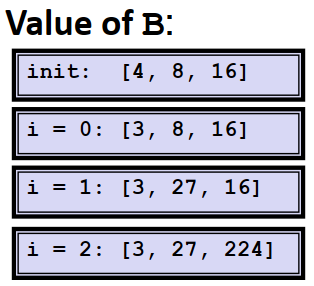 Value of B:
init: [4, 8, 16]
i = 0: [3, 8, 16]
i = 1: [3, 27, 16]
i = 2: [3, 27, 224]